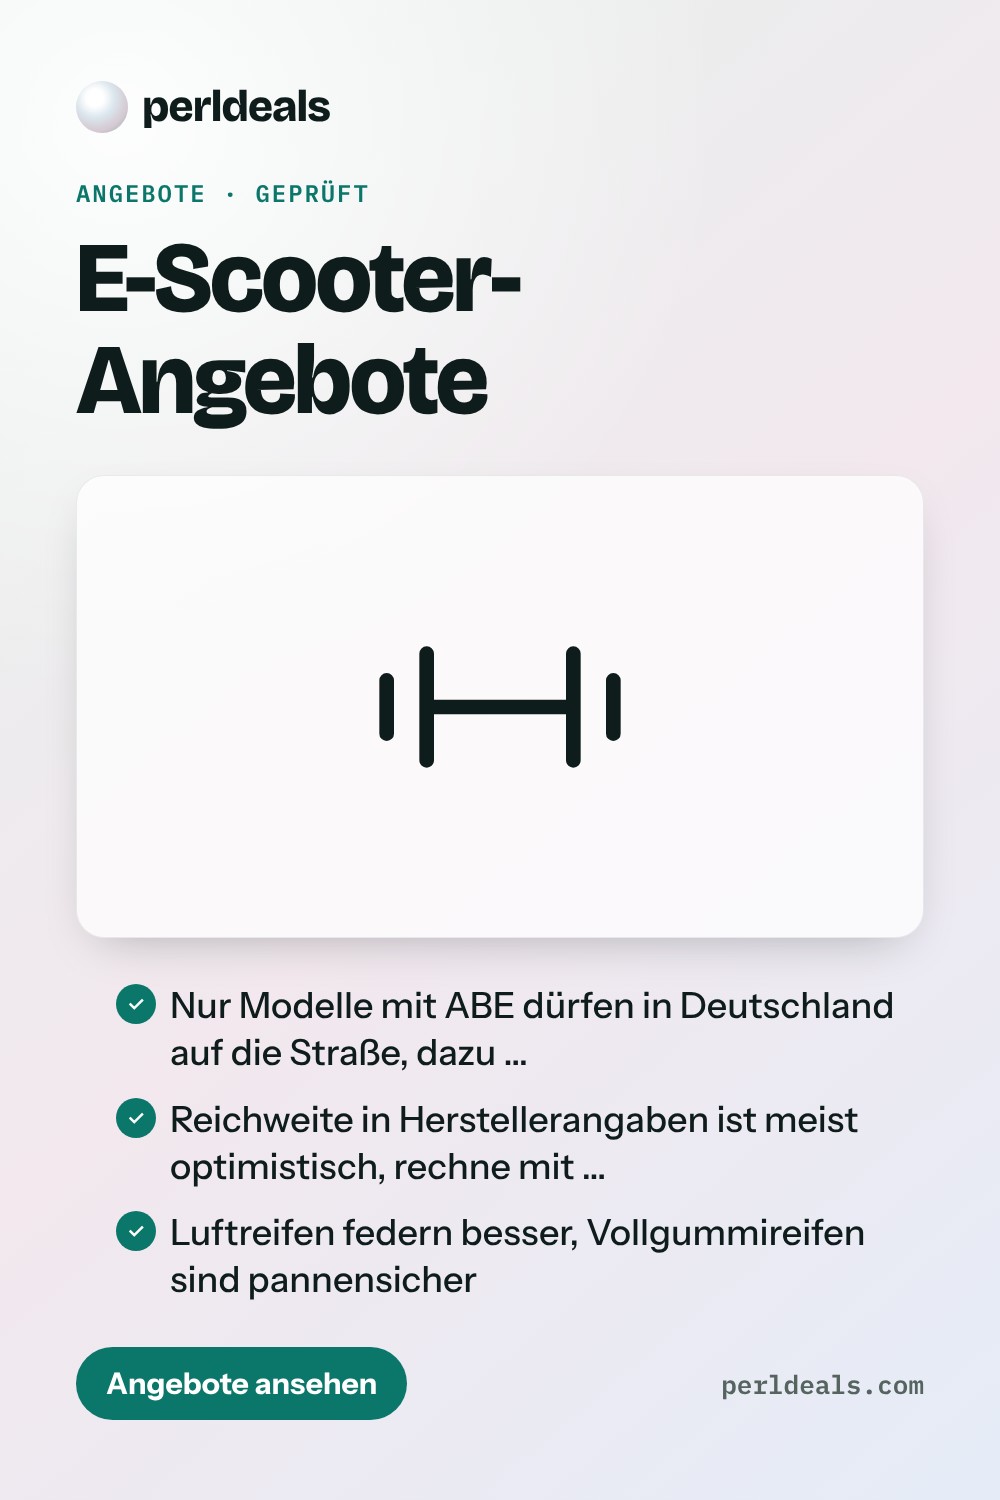 perldeals
ANGEBOTE · GEPRÜFT
E-Scooter-
Angebote
Nur Modelle mit ABE dürfen in Deutschland
auf die Straße, dazu ...
Reichweite in Herstellerangaben ist meist
optimistisch, rechne mit ...
Luftreifen federn besser, Vollgummireifen
sind pannensicher
Angebote ansehen
perldeals.com